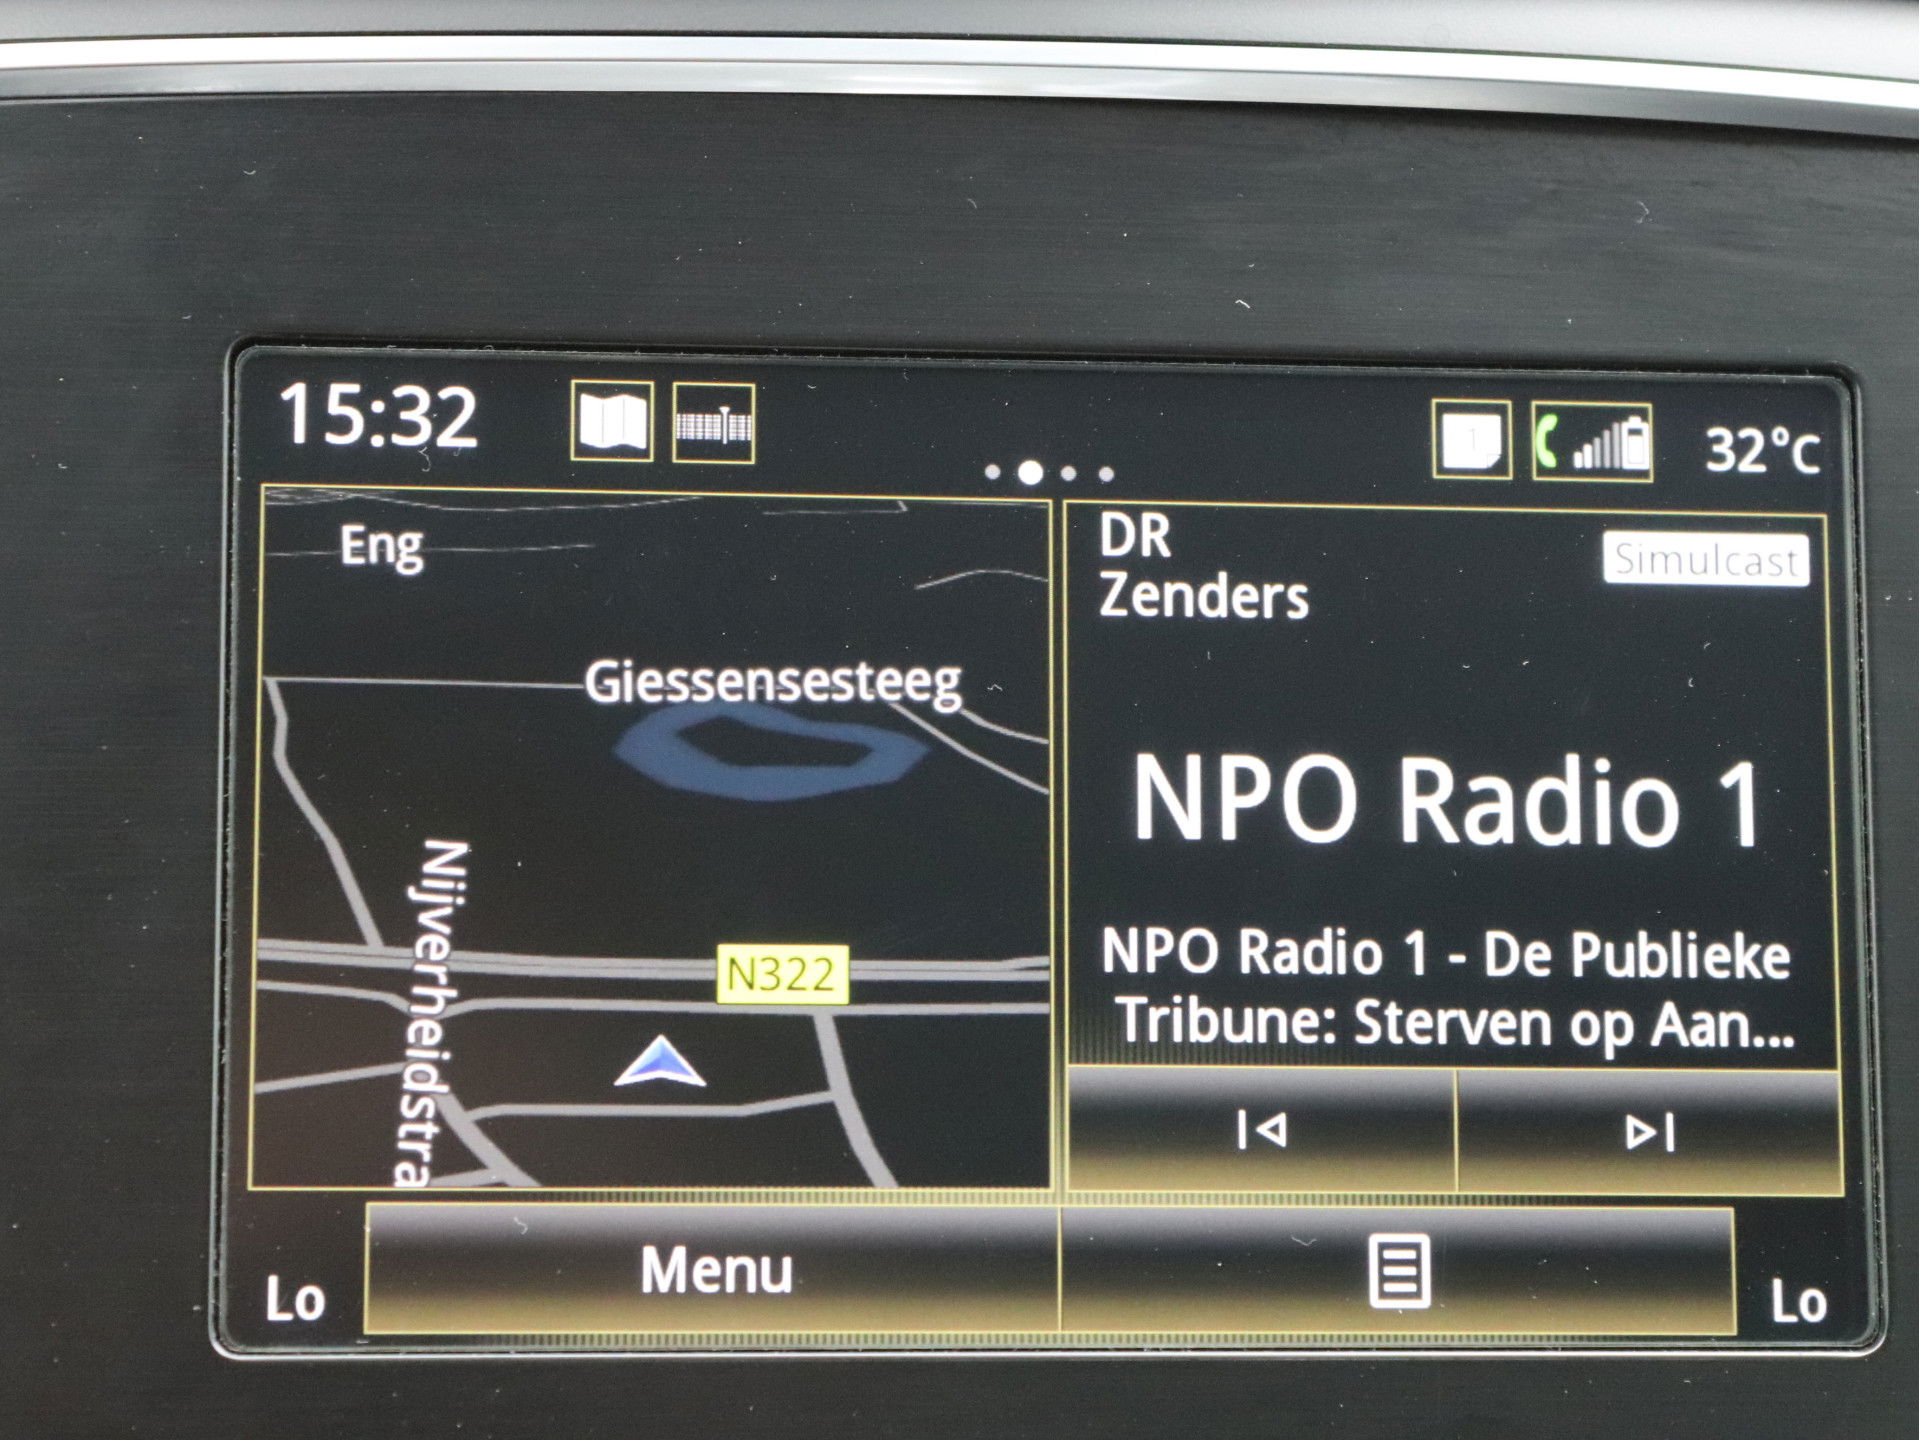 15:32
1
32°C
Eng
Giessensesteeg
Nijverheidstra
N322
DR
Simulcast
Zenders
NPO Radio 1
NPO Radio 1 - De Publieke
Tribune: Sterven op Aan...
Lo
Menu
Lo